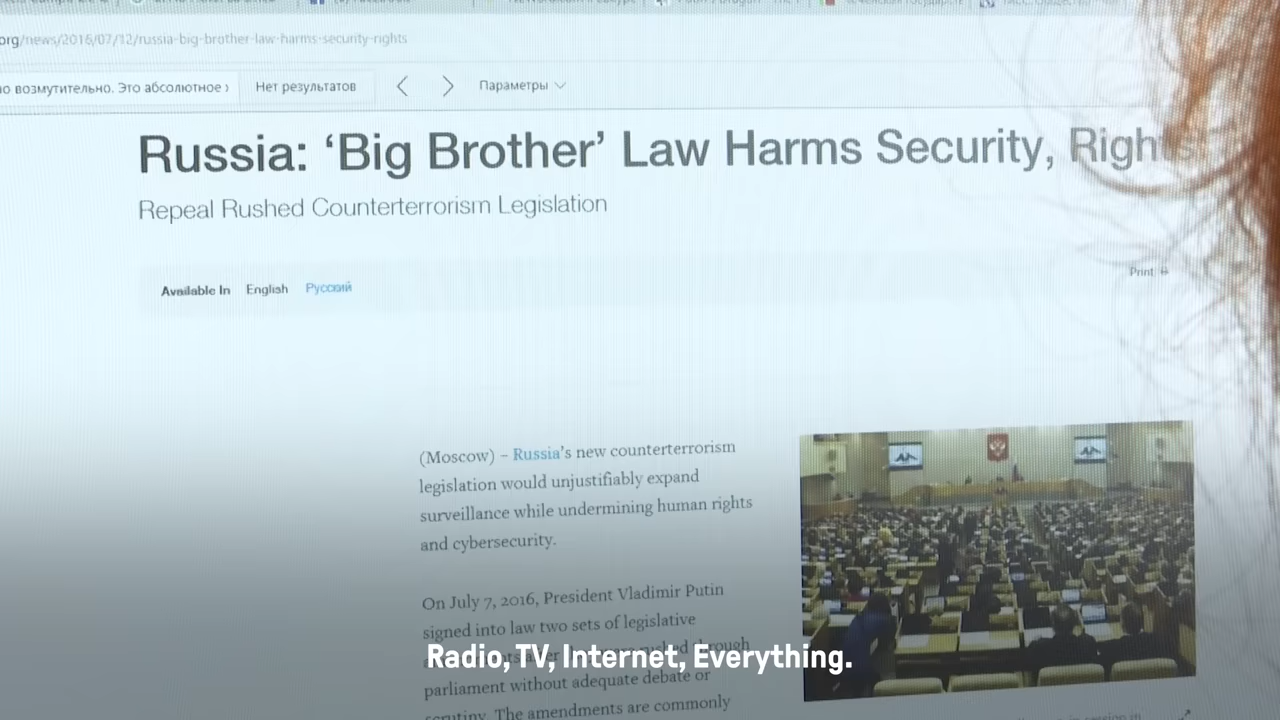 org/news/2016/07/12/russia-big-brother-law-harms-security-rights
возмутительно. Это абсолютное
Нет результатов
Параметры
Russia: ‘Big Brother’ Law Harms Security, Rights
Repeal Rushed Counterterrorism Legislation
Available In English Русский
Print
(Moscow) – Russia's new counterterrorism
legislation would unjustifiably expand
surveillance while undermining human rights
and cybersecurity.
On July 7, 2016, President Vladimir Putin
signed into law two sets of legislative
through
parliament without adequate debate or
scrutiny. The amendments are commonly
Radio, TV, Internet, Everything.